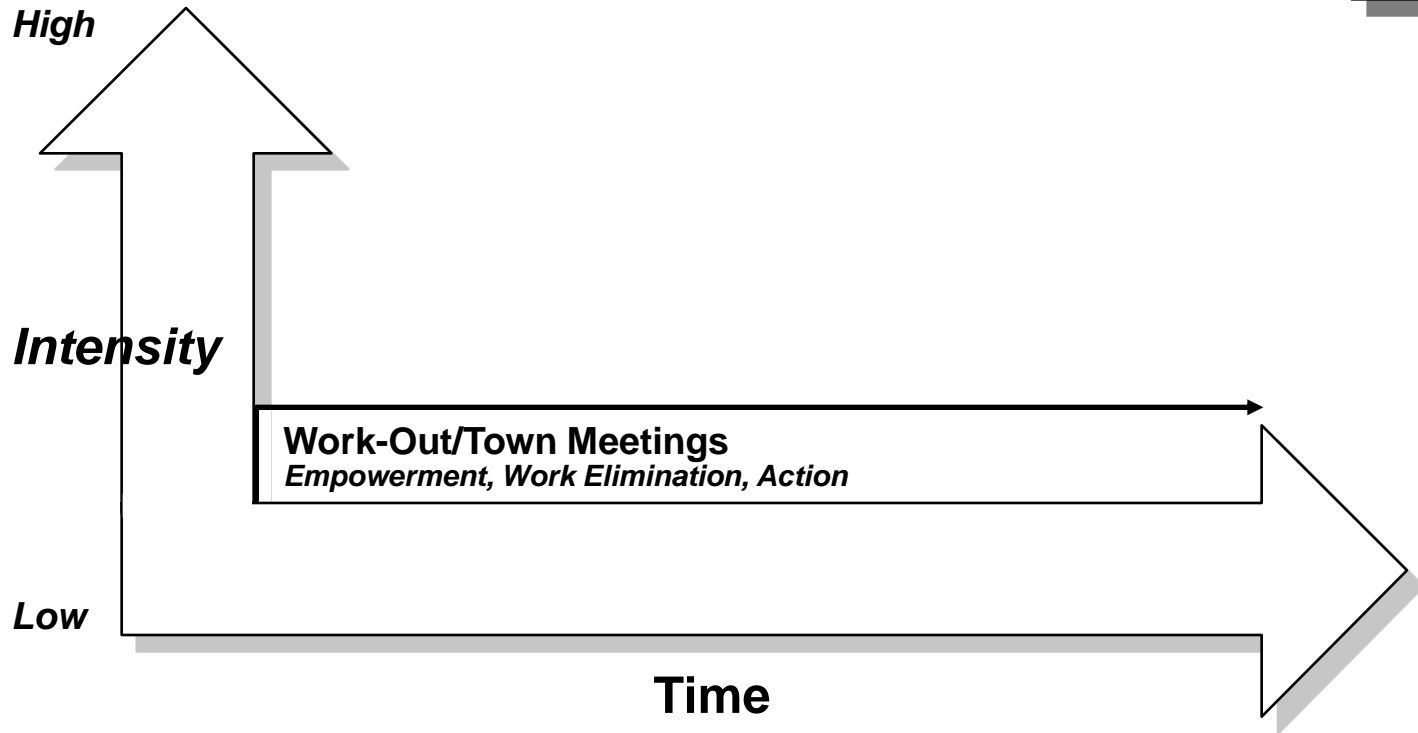 High
Intensity
Work-Out/Town Meetings
Empowerment, Work Elimination, Action
Low
Time